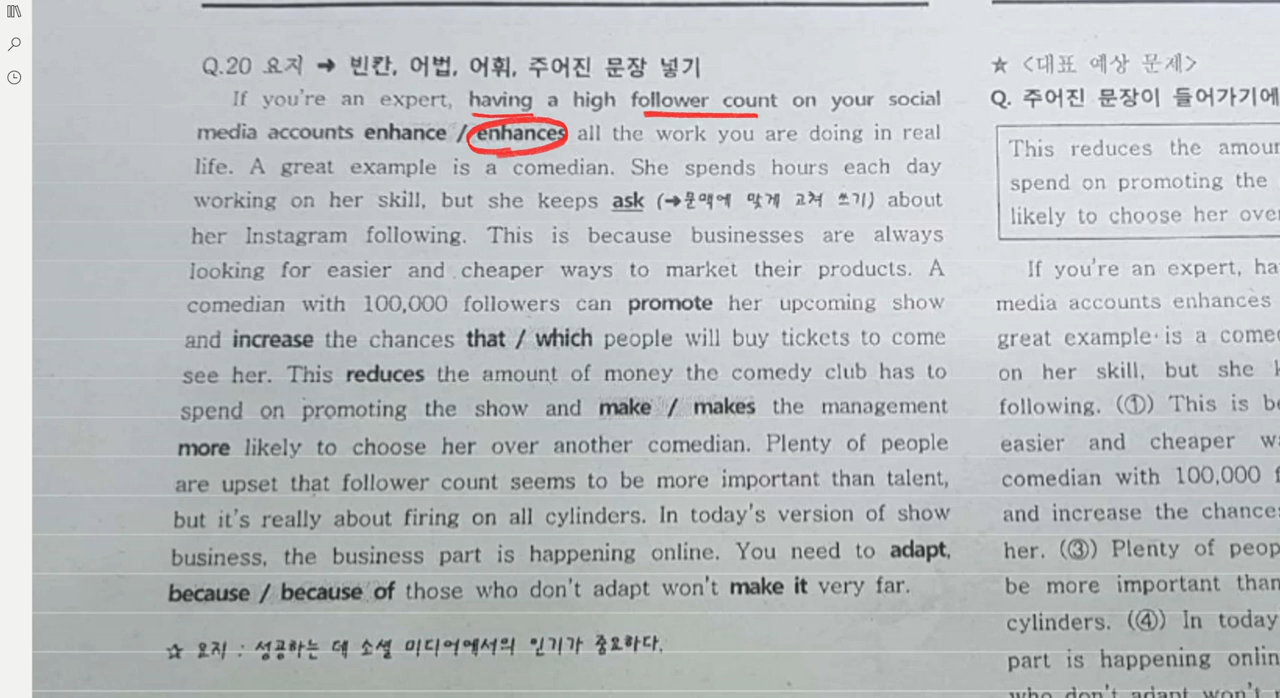 Q.20 요지 → 빈칸, 어법, 어휘, 주어진 문장 넣기
If you're an expert, having a high follower count on your social
media accounts enhance / enhances all the work you are doing in real
life. A great example is a comedian. She spends hours each day
working on her skill, but she keeps ask (→문맥에 맞게 고쳐 쓰기) about
her Instagram following. This is because businesses are always
looking for easier and cheaper ways to market their products. A
comedian with 100,000 followers can promote her upcoming show
and increase the chances that / which people will buy tickets to come
see her. This reduces the amount of money the comedy club has to
spend on promoting the show and make / makes the management
more likely to choose her over another comedian. Plenty of people
are upset that follower count seems to be more important than talent,
but it's really about firing on all cylinders. In today's version of show
business, the business part is happening online. You need to adapt,
because / because of those who don't adapt won't make it very far.
☆ 요지 : 성공하는 데 소셜 미디어에서의 인기가 중요하다.
★ <대표 예상 문제>
Q. 주어진 문장이 들어가기에
This reduces the amour
spend on promoting the
likely to choose her over
If you're an expert, ha
media accounts enhances
great example is a come
on her skill, but she k
following. (①) This is be
easier and cheaper wa
comedian with 100,000 f
and increase the chance
her. (③) Plenty of peop
be more important than
cylinders. (④) In today
part is happening onlin
who don't adapt won't